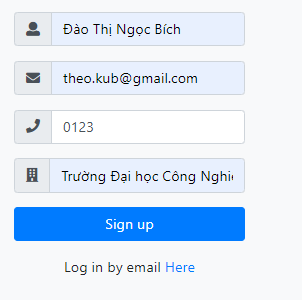 Đào Thị Ngọc Bích
theo.kub@gmail.com
0123
Trường Đại học Công Nghiệ
Sign up
Log in by email Here